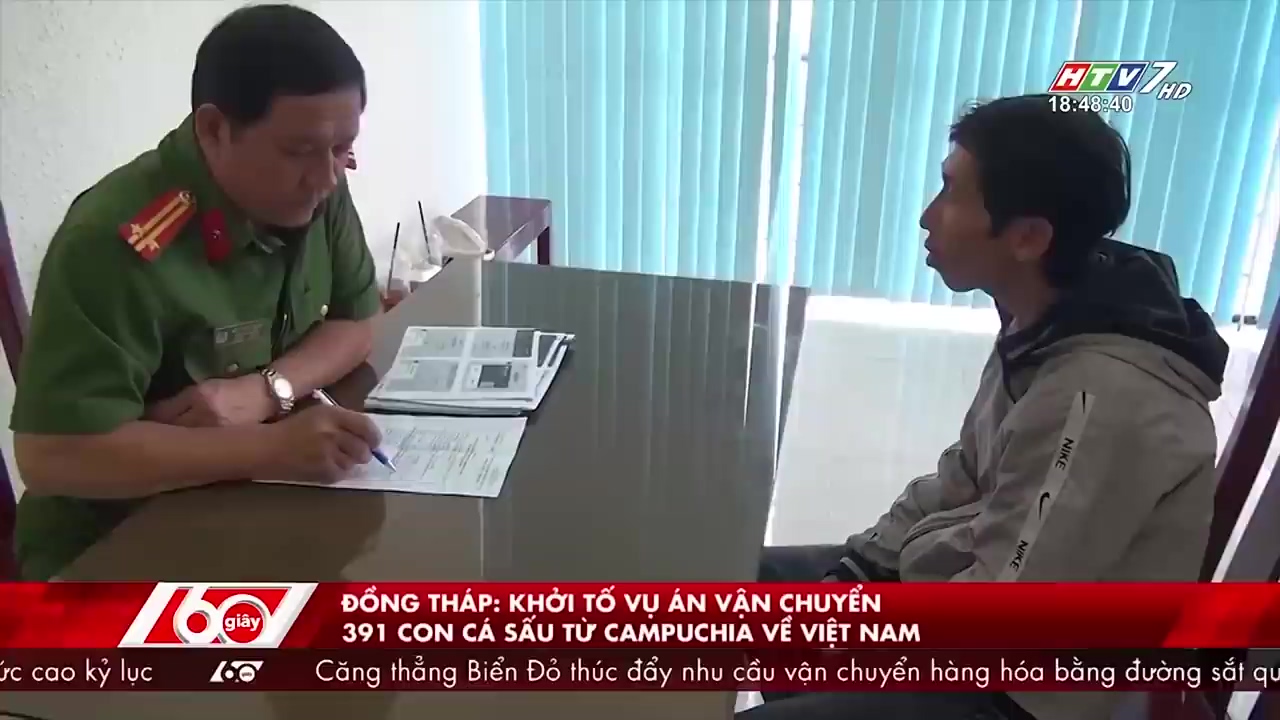 HTV7 HD
18:48:40
NIKE
NIKE
60 giây
ĐỒNG THÁP: KHỞI TỐ VỤ ÁN VẬN CHUYỂN
391 CON CÁ SẤU TỪ CAMPUCHIA VỀ VIỆT NAM
ức cao kỷ lục 60 Căng thẳng Biển Đỏ thúc đẩy nhu cầu vận chuyển hàng hóa bằng đường sắt qu